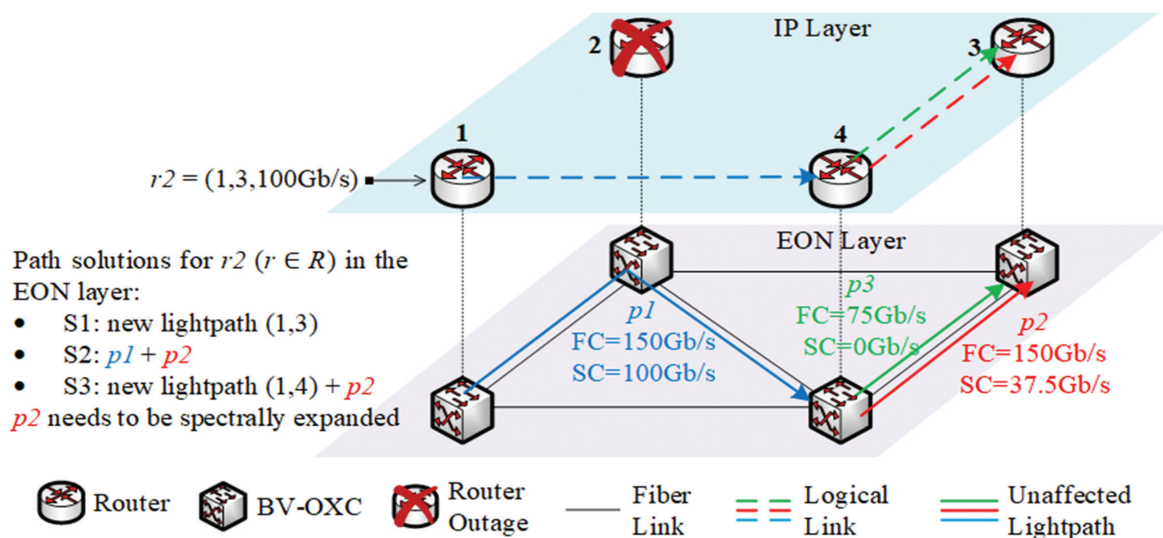 IP Layer
2
3
1
4
r2 = (1,3,100Gb/s)
EON Layer
Path solutions for r2 (r ∈ R) in the
EON layer:
• S1: new lightpath (1,3)
• S2: p1 + p2
• S3: new lightpath (1,4) + p2
p2 needs to be spectrally expanded
p1
FC=150Gb/s
SC=100Gb/s
p3
FC=75Gb/s
SC=0Gb/s
p2
FC=150Gb/s
SC=37.5Gb/s
Router
BV-OXC
Router
Outage
Fiber
Link
Logical
Link
Unaffected
Lightpath